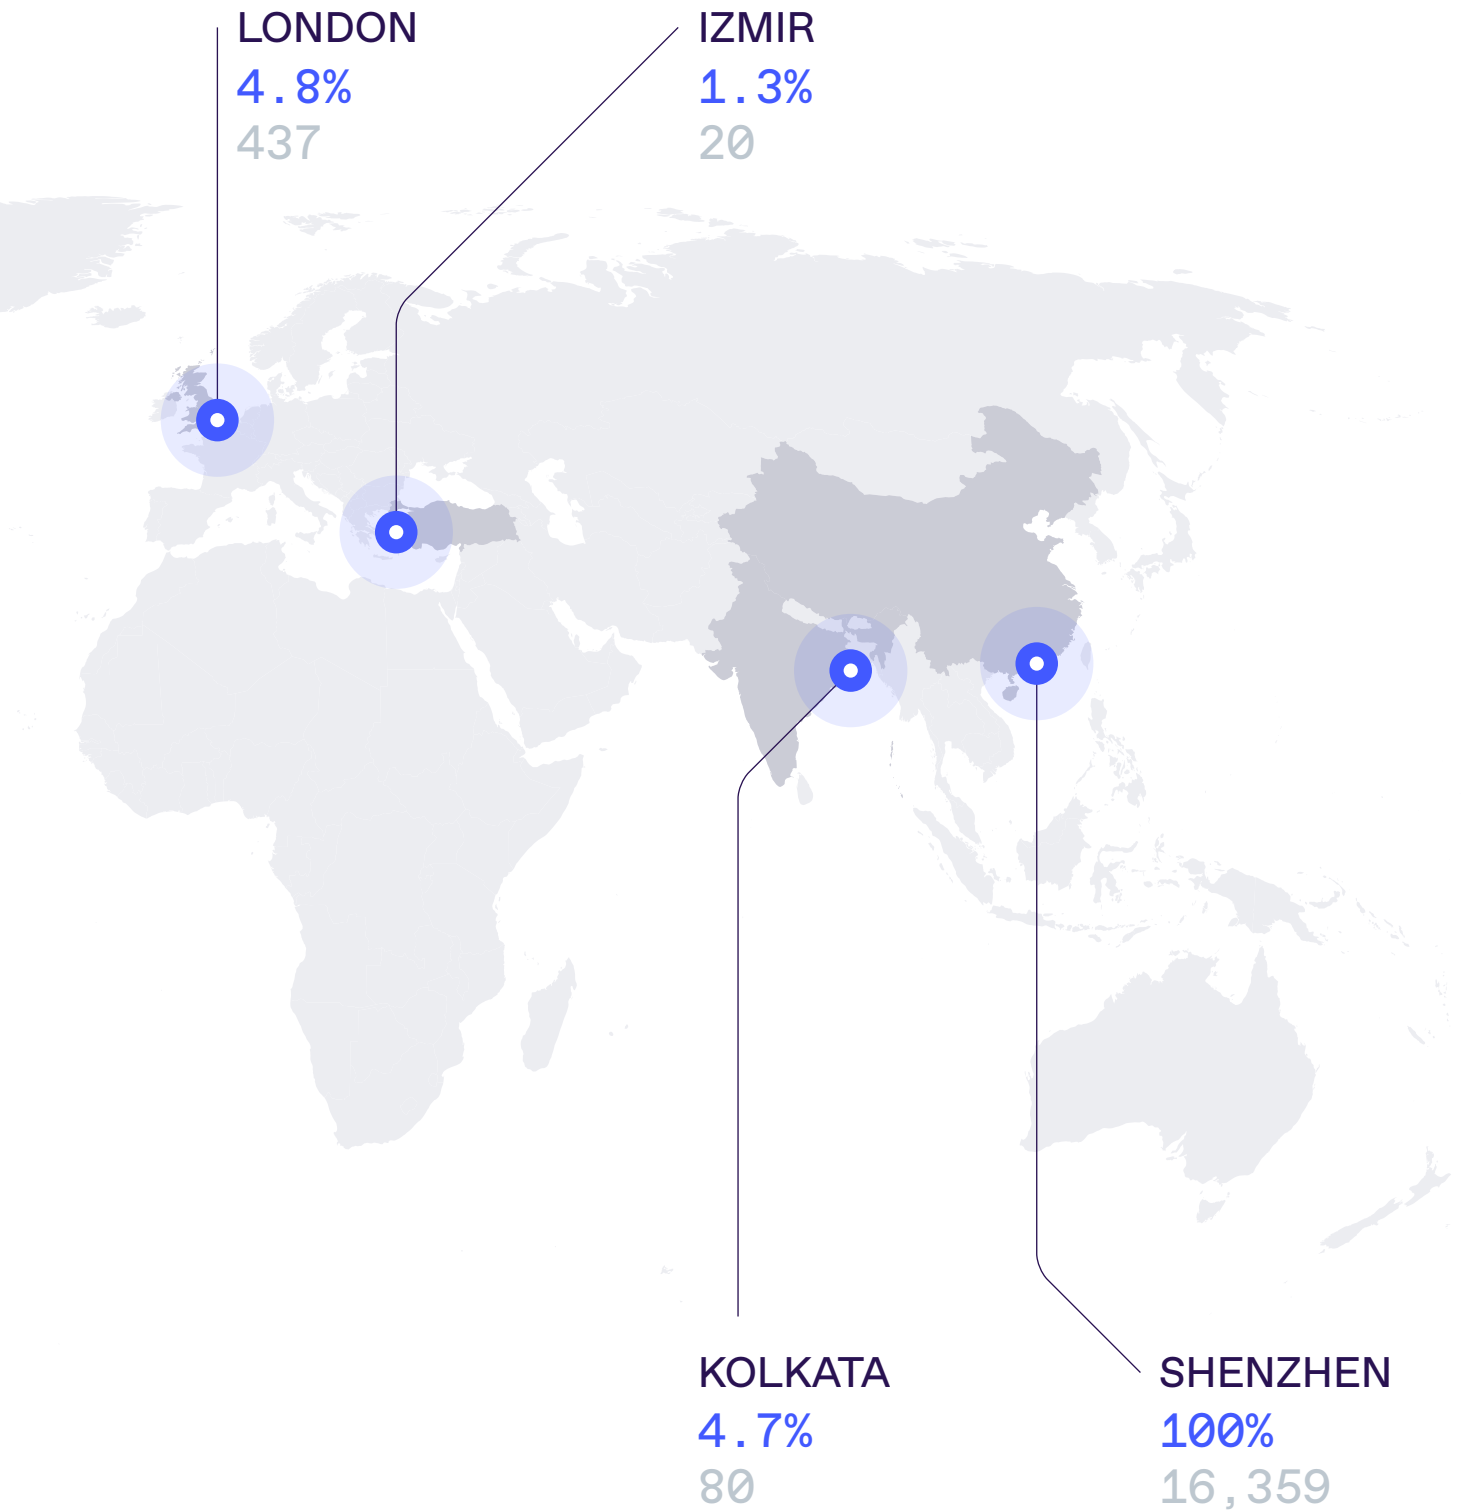 LONDON
4.8%
437
IZMIR
1.3%
20
KOLKATA
4.7%
80
SHENZHEN
100%
16,359